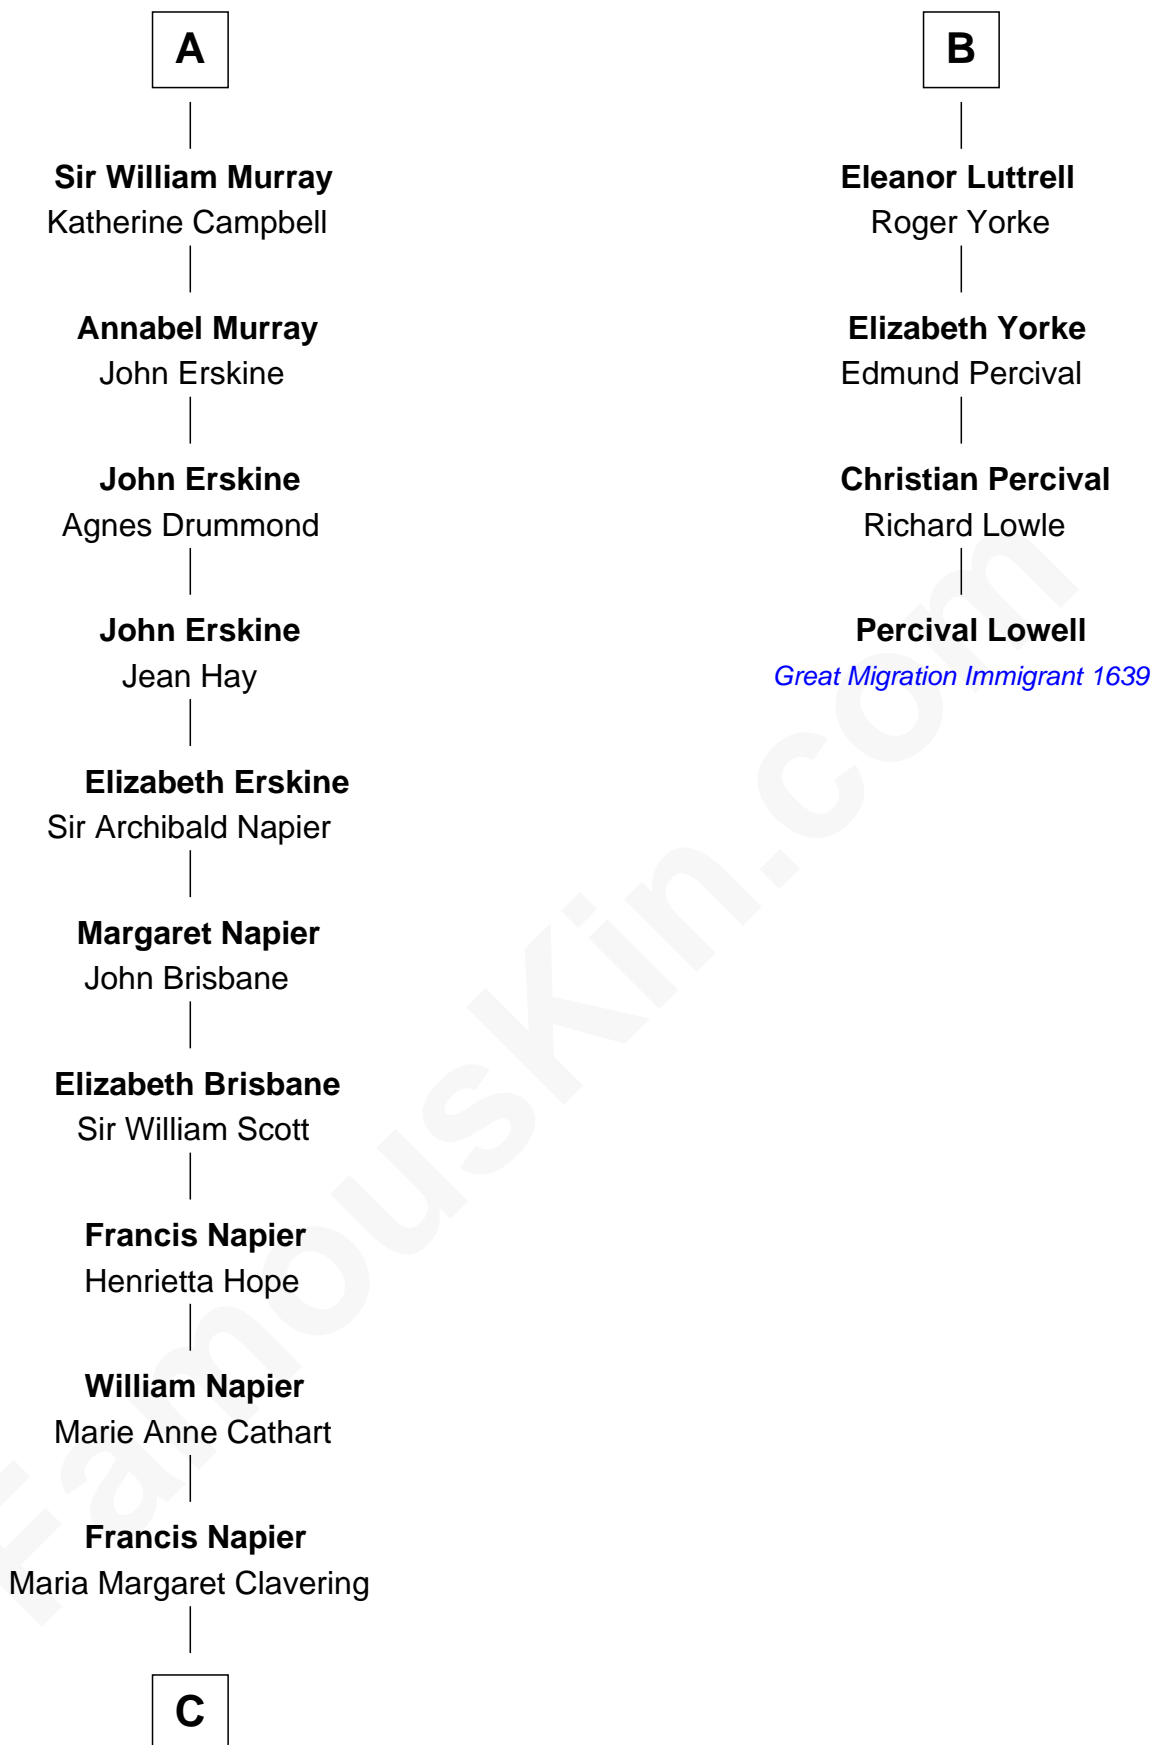 A
Sir William Murray
Katherine Campbell
Annabel Murray
John Erskine
John Erskine
Agnes Drummond
John Erskine
Jean Hay
Elizabeth Erskine
Sir Archibald Napier
Margaret Napier
John Brisbane
Elizabeth Brisbane
Sir William Scott
Francis Napier
Henrietta Hope
William Napier
Marie Anne Cathart
Francis Napier
Maria Margaret Clavering
C
B
Eleanor Luttrell
Roger Yorke
Elizabeth Yorke
Edmund Percival
Christian Percival
Richard Lowle
Percival Lowell
Great Migration Immigrant 1639
FamousKin.com